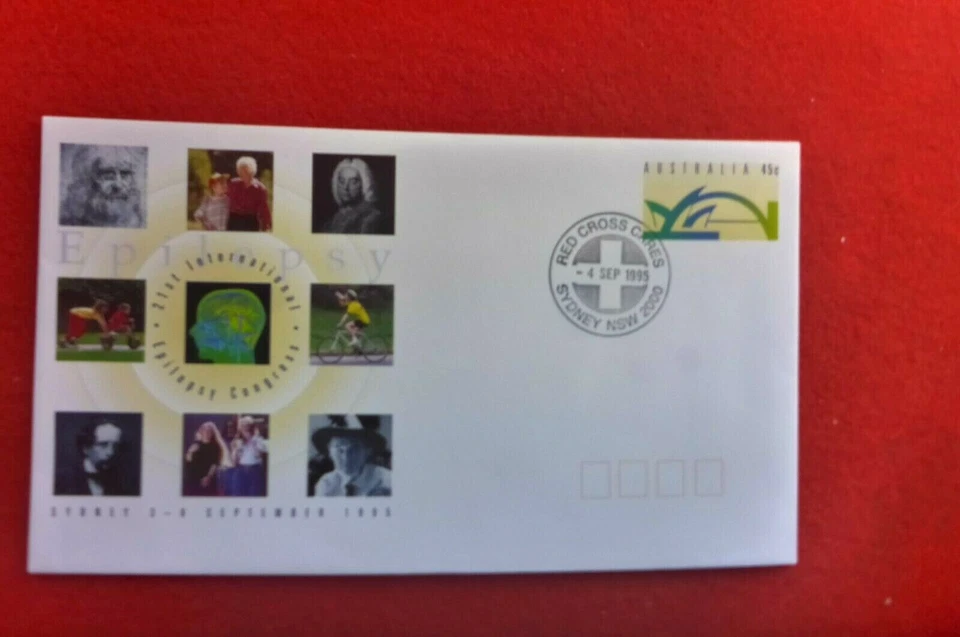 AUSTRALIA 45c
Epilepsy
21st International
Epilepsy Congress
RED CROSS CARES
- 4 SEP 1995
SYDNEY NSW 2000
SYDNEY 3-8 SEPTEMBER 1995